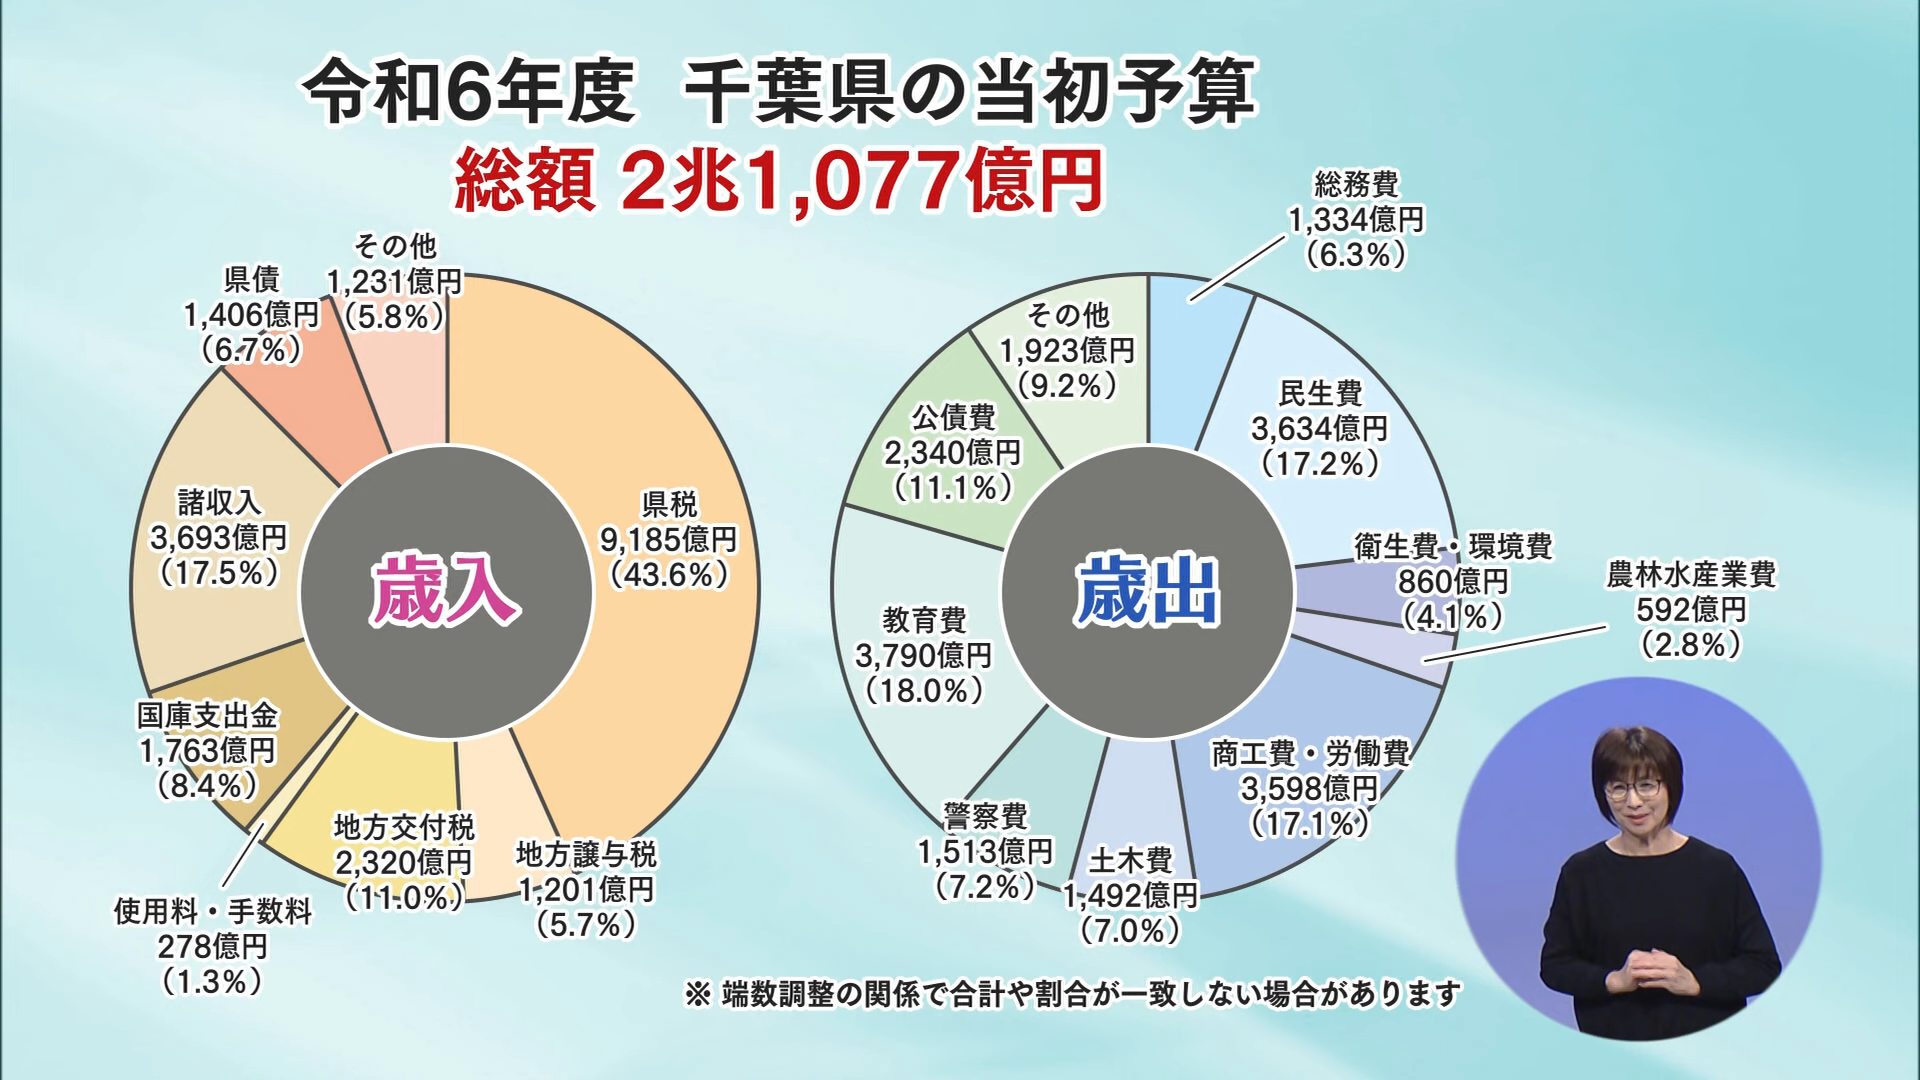 令和6年度 千葉県の当初予算
総額 2兆1,077億円
歳入
県税
9,185億円
（43.6%）
地方譲与税
1,201億円
（5.7%）
地方交付税
2,320億円
（11.0%）
使用料・手数料
278億円
（1.3%）
国庫支出金
1,763億円
（8.4%）
諸収入
3,693億円
（17.5%）
県債
1,406億円
（6.7%）
その他
1,231億円
（5.8%）
歳出
総務費
1,334億円
（6.3%）
民生費
3,634億円
（17.2%）
衛生費・環境費
860億円
（4.1%）
農林水産業費
592億円
（2.8%）
商工費・労働費
3,598億円
（17.1%）
土木費
1,492億円
（7.0%）
警察費
1,513億円
（7.2%）
教育費
3,790億円
（18.0%）
公債費
2,340億円
（11.1%）
その他
1,923億円
（9.2%）
※ 端数調整の関係で合計や割合が一致しない場合があります